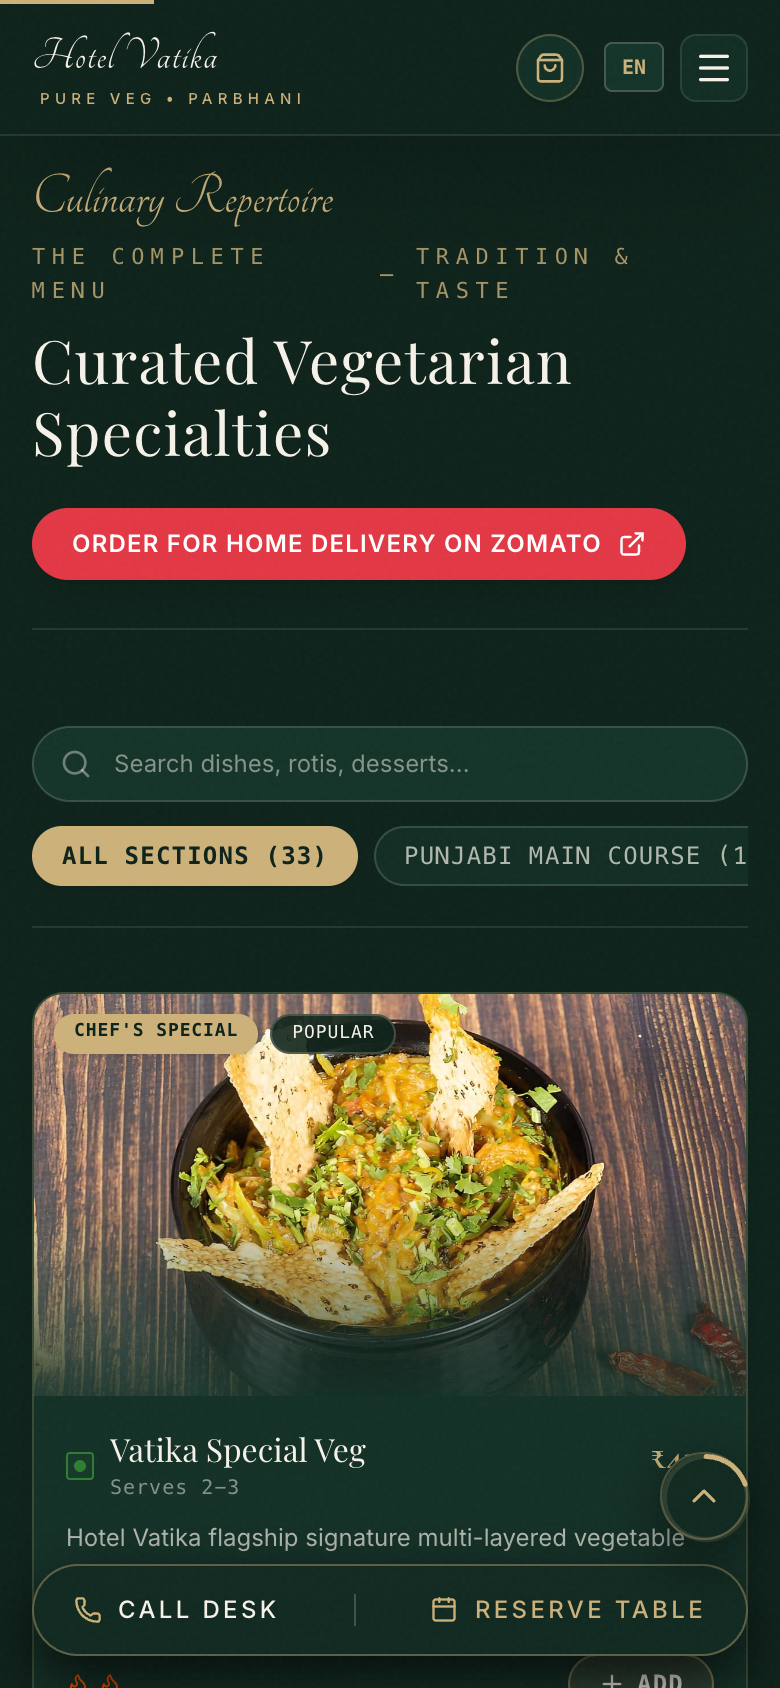 Hotel Vatika
PURE VEG • PARBHANI
EN
Culinary Repertoire
THE COMPLETE MENU — TRADITION & TASTE
Curated Vegetarian
Specialties
ORDER FOR HOME DELIVERY ON ZOMATO
Search dishes, rotis, desserts...
ALL SECTIONS (33)
PUNJABI MAIN COURSE (1
CHEF'S SPECIAL
POPULAR
Vatika Special Veg
Serves 2–3
Hotel Vatika flagship signature multi-layered vegetable
CALL DESK
RESERVE TABLE
+ ADD